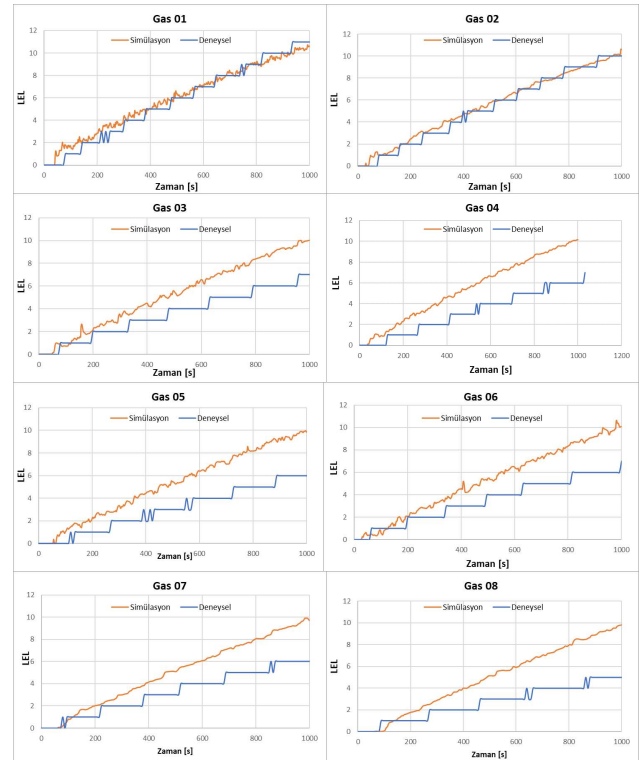 Gas 01
Simülasyon Deneysel
12
10
8
6
4
2
0
LEL
0 200 400 600 800 1000
Zaman [s]
Gas 02
Simülasyon Deneysel
12
10
8
6
4
2
0
LEL
0 200 400 600 800 1000
Zaman [s]
Gas 03
Simülasyon Deneysel
12
10
8
6
4
2
0
LEL
0 200 400 600 800 1000
Zaman [s]
Gas 04
Simülasyon Deneysel
12
10
8
6
4
2
0
LEL
0 200 400 600 800 1000 1200
Zaman [s]
Gas 05
Simülasyon Deneysel
12
10
8
6
4
2
0
LEL
0 200 400 600 800 1000
Zaman [s]
Gas 06
Simülasyon Deneysel
12
10
8
6
4
2
0
LEL
0 200 400 600 800 1000
Zaman [s]
Gas 07
Simülasyon Deneysel
12
10
8
6
4
2
0
LEL
0 200 400 600 800 1000
Zaman [s]
Gas 08
Simülasyon Deneysel
12
10
8
6
4
2
0
LEL
0 200 400 600 800 1000
Zaman [s]